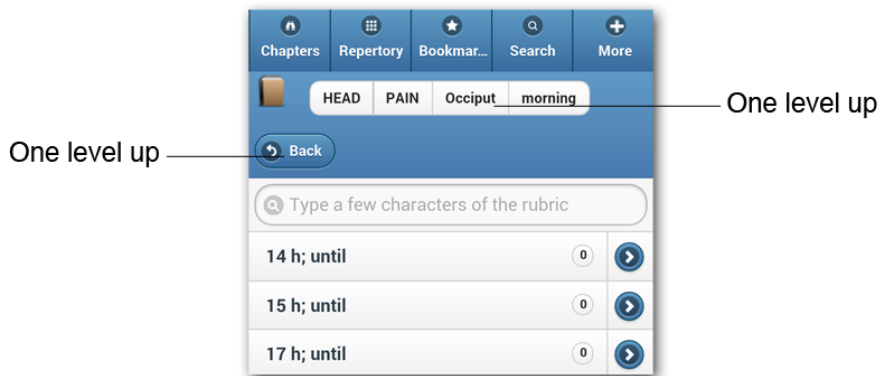 Chapters Repertory Bookmar... Search More
HEAD PAIN Occiput morning
One level up
One level up
Back
Type a few characters of the rubric
14 h; until 0
15 h; until 0
17 h; until 0